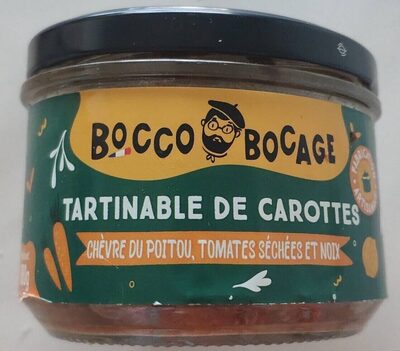 BOCCO BOCAGE
TARTINABLE DE CAROTTES
CHÈVRE DU POITOU, TOMATES SÉCHÉES ET NOIX